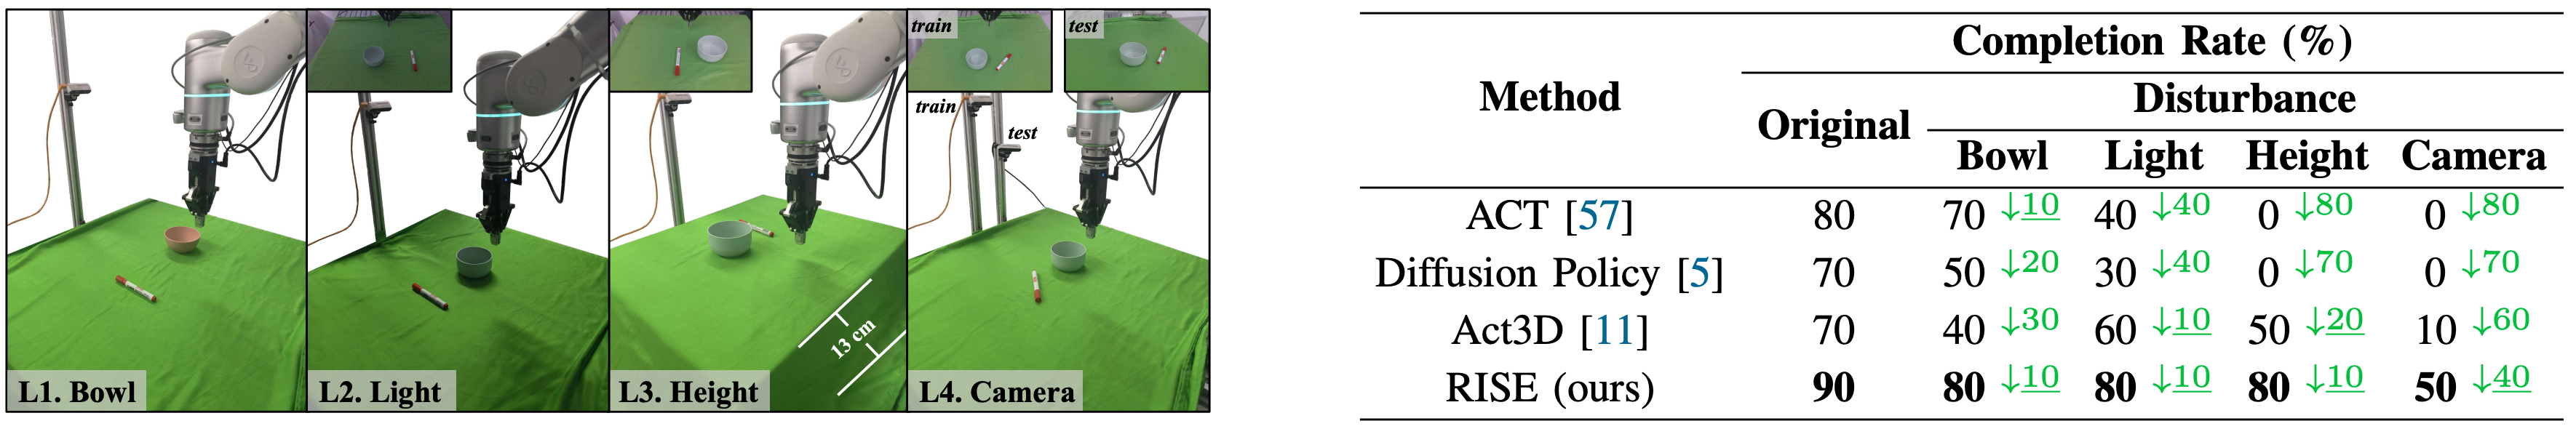 train
test
train
test
13 cm
L1. Bowl
L2. Light
L3. Height
L4. Camera
Method
Completion Rate (%)
Original
Disturbance
Bowl Light Height Camera
ACT [57] 80 70 ↓10 40 ↓40 0 ↓80 0 ↓80
Diffusion Policy [5] 70 50 ↓20 30 ↓40 0 ↓70 0 ↓70
Act3D [11] 70 40 ↓30 60 ↓10 50 ↓20 10 ↓60
RISE (ours) 90 80 ↓10 80 ↓10 80 ↓10 50 ↓40